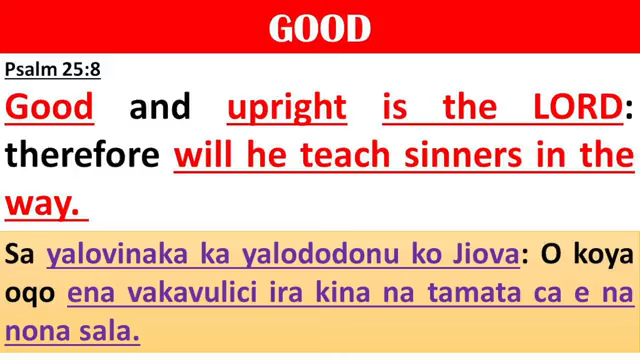 GOOD
Psalm 25:8
Good and upright is the LORD:
therefore will he teach sinners in the
way.
Sa yalovinaka ka yalododonu ko Jiova: O koya
oqo ena vakavulici ira kina na tamata ca e na
nona sala.